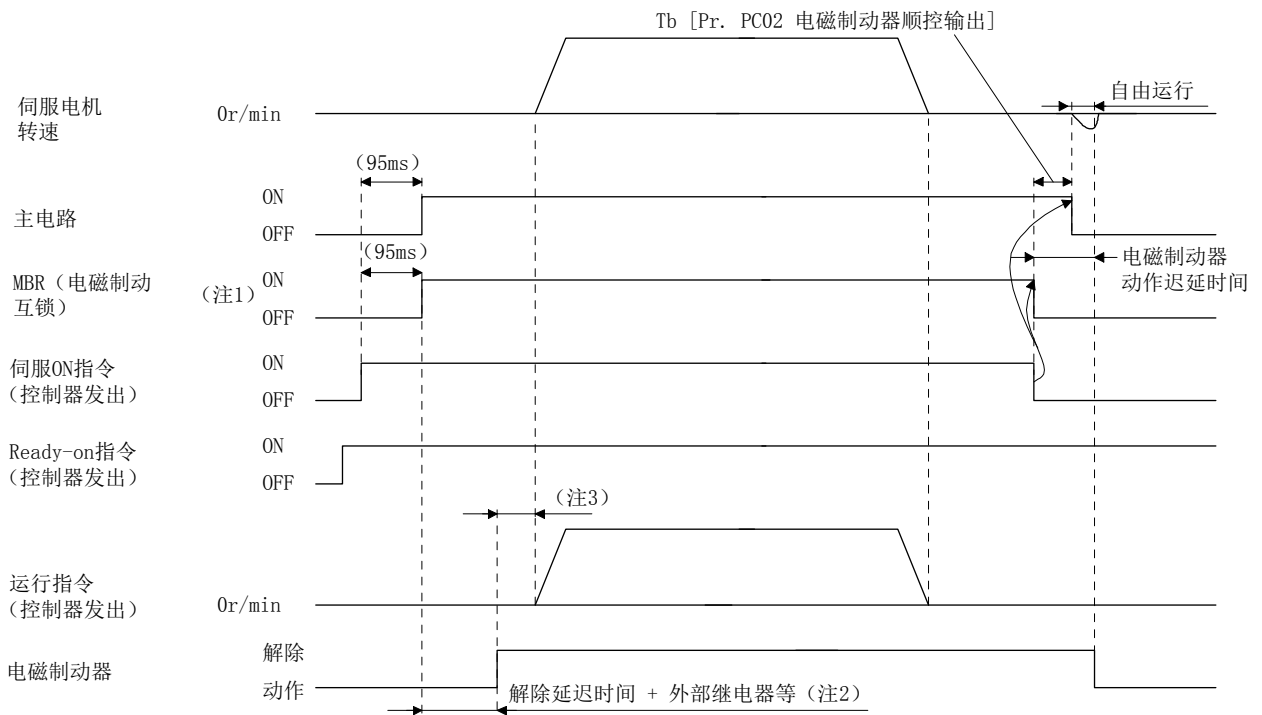 Tb [Pr. PC02 电磁制动器顺控输出]
伺服电机
转速
0r/min
自由运行
（95ms）
主电路
ON
OFF
（95ms）
电磁制动器
动作迟延时间
MBR（电磁制动
互锁）
（注1）
ON
OFF
伺服ON指令
（控制器发出）
ON
OFF
Ready-on指令
（控制器发出）
ON
OFF
（注3）
运行指令
（控制器发出）
0r/min
电磁制动器
解除
动作
解除延迟时间 + 外部继电器等（注2）